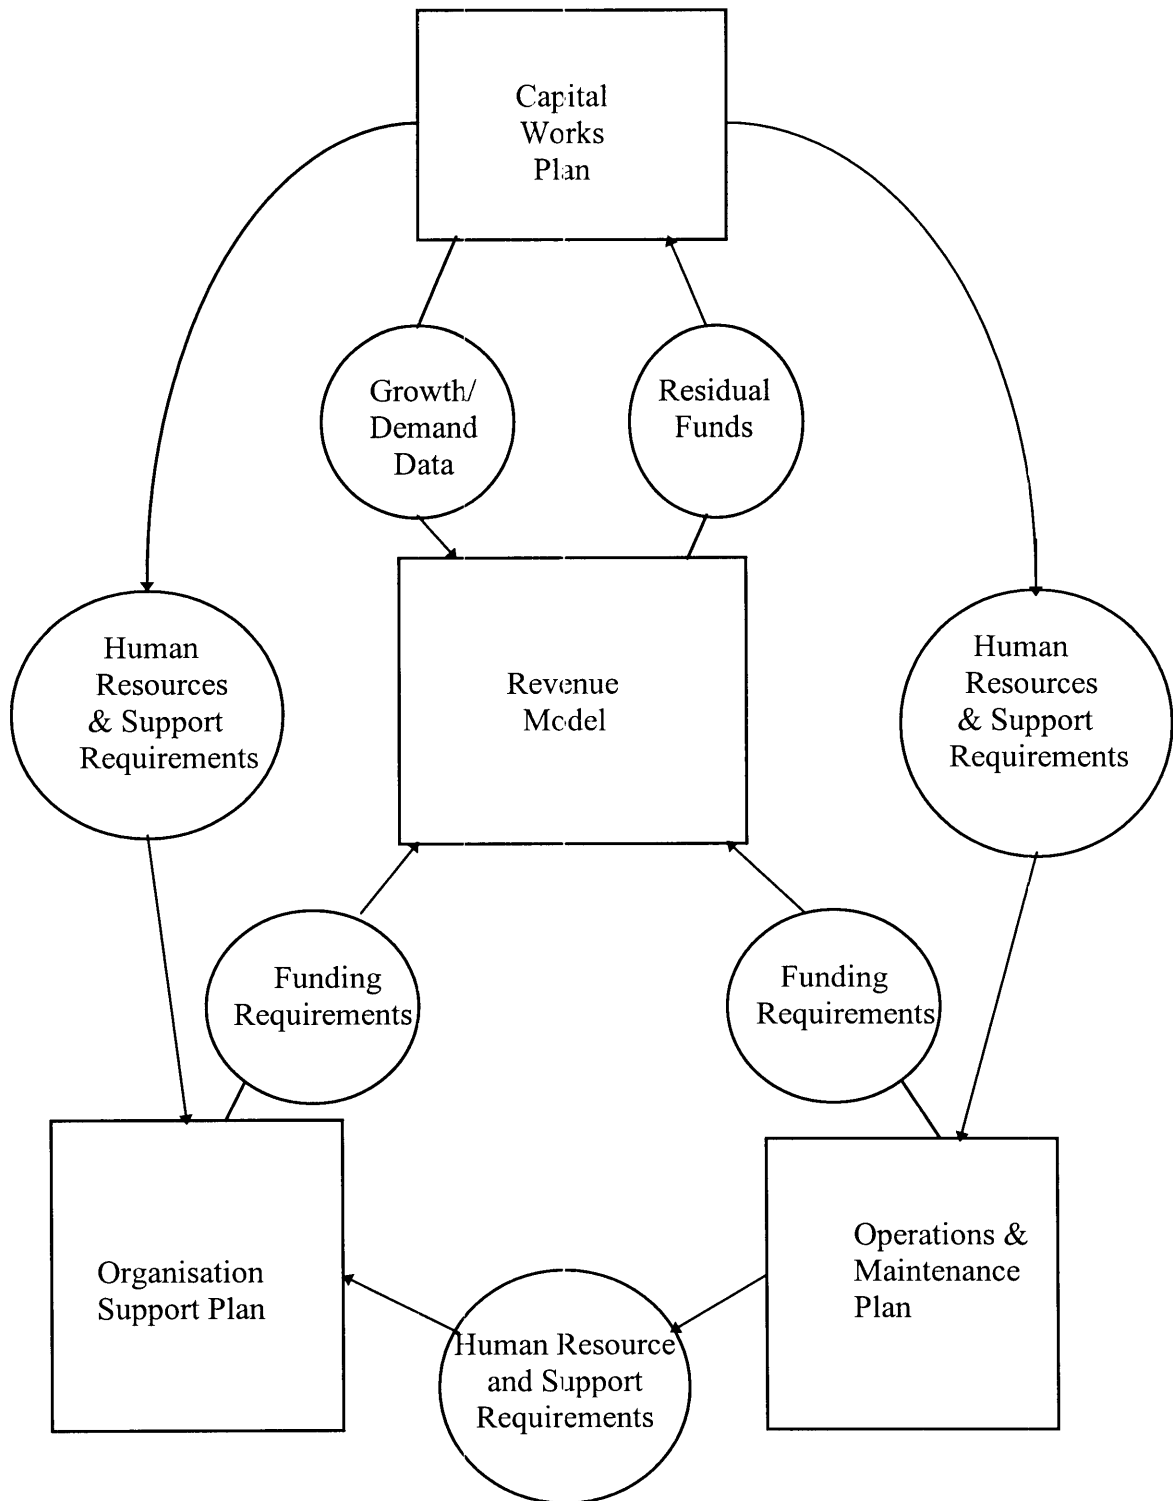 Capital
Works
Plan
Growth/
Demand
Data
Residual
Funds
Human
Resources
& Support
Requirements
Revenue
Model
Human
Resources
& Support
Requirements
Funding
Requirements
Funding
Requirements
Organisation
Support Plan
Operations &
Maintenance
Plan
Human Resource
and Support
Requirements